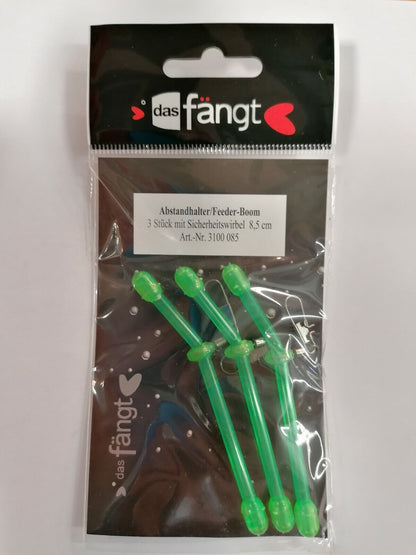 das fängt
Abstandhalter/Feeder-Boom
3 Stück mit Sicherheitswirbel 8,5 cm
Art.-Nr. 3100 085
das fängt